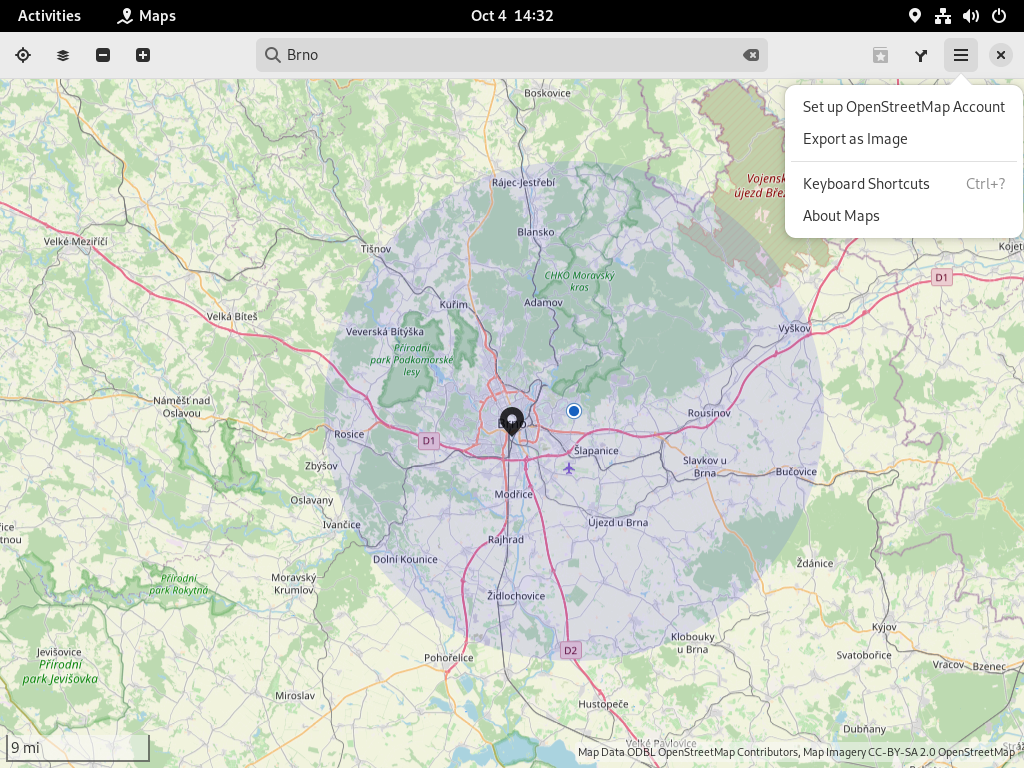 Activities
Maps
Oct 4 14:32
Brno
Set up OpenStreetMap Account
Export as Image
Keyboard Shortcuts Ctrl+?
About Maps
Boskovice
Rájec-Jestřebí
Vojensk
újezd Břez
Blansko
Velké Meziříčí
Tišnov
Kojetí
CHKO Moravský
kras
D1
Kuřim
Adamov
Velká Bíteš
Veverská Bítýška
Vyškov
Přírodní
park Podkomorské
lesy
Náměšť nad
Oslavou
Rousínov
Brno
Rosice
D1
Šlapanice
Zbýšov
Slavkov u
Brna
Bučovice
Modřice
Oslavany
Ivančice
Újezd u Brna
Rajhrad
Dolní Kounice
Ždánice
Moravský
Krumlov
Přírodní
park Rokytná
Židlochovice
Kyjov
Klobouky
u Brna
Jevišovice
D2
Svatobořice
Pohořelice
Přírodní
park Jevišovka
Vracov
Bzenec
Miroslav
Hustopeče
Dubňany
Velké Pavlovice
9 mi
Map Data ODBL OpenStreetMap Contributors, Map Imagery CC-BY-SA 2.0 OpenStreetMap